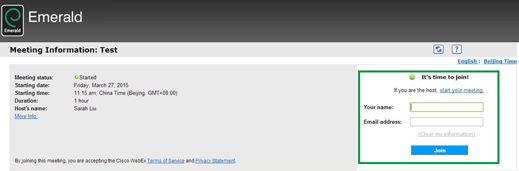 Emerald
Emerald
Meeting Information: Test
?
English : Beijing Time
Meeting status: Started
Starting date: Friday, March 27, 2015
Starting time: 11:15 am, China Time (Beijing, GMT+08:00)
Duration: 1 hour
Host's name: Sarah Liu
More Info
By joining this meeting, you are accepting the Cisco WebEx Terms of Service and Privacy Statement.
It's time to join!
If you are the host, start your meeting.
Your name:
Email address:
(Clear my information)
Join